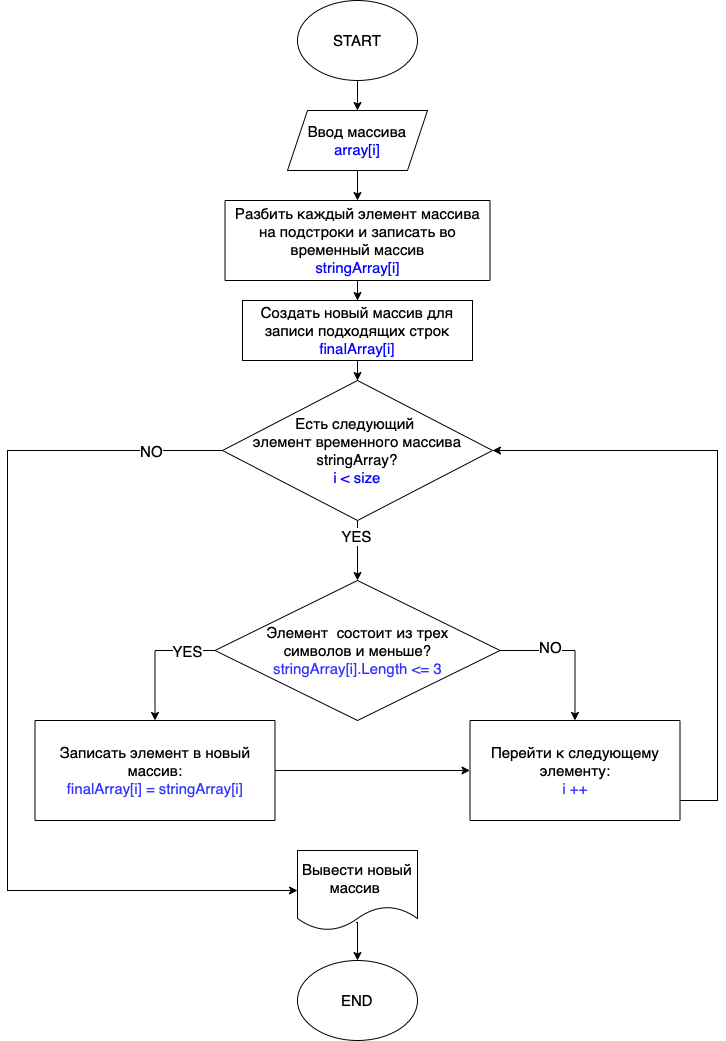 START
Ввод массива
array[i]
Разбить каждый элемент массива
на подстроки и записать во
временный массив
stringArray[i]
Создать новый массив для
записи подходящих строк
finalArray[i]
Есть следующий
элемент временного массива
stringArray?
i < size
NO
YES
Элемент состоит из трех
символов и меньше?
stringArray[i].Length <= 3
YES
NO
Записать элемент в новый
массив:
finalArray[i] = stringArray[i]
Перейти к следующему
элементу:
i ++
Вывести новый
массив
END